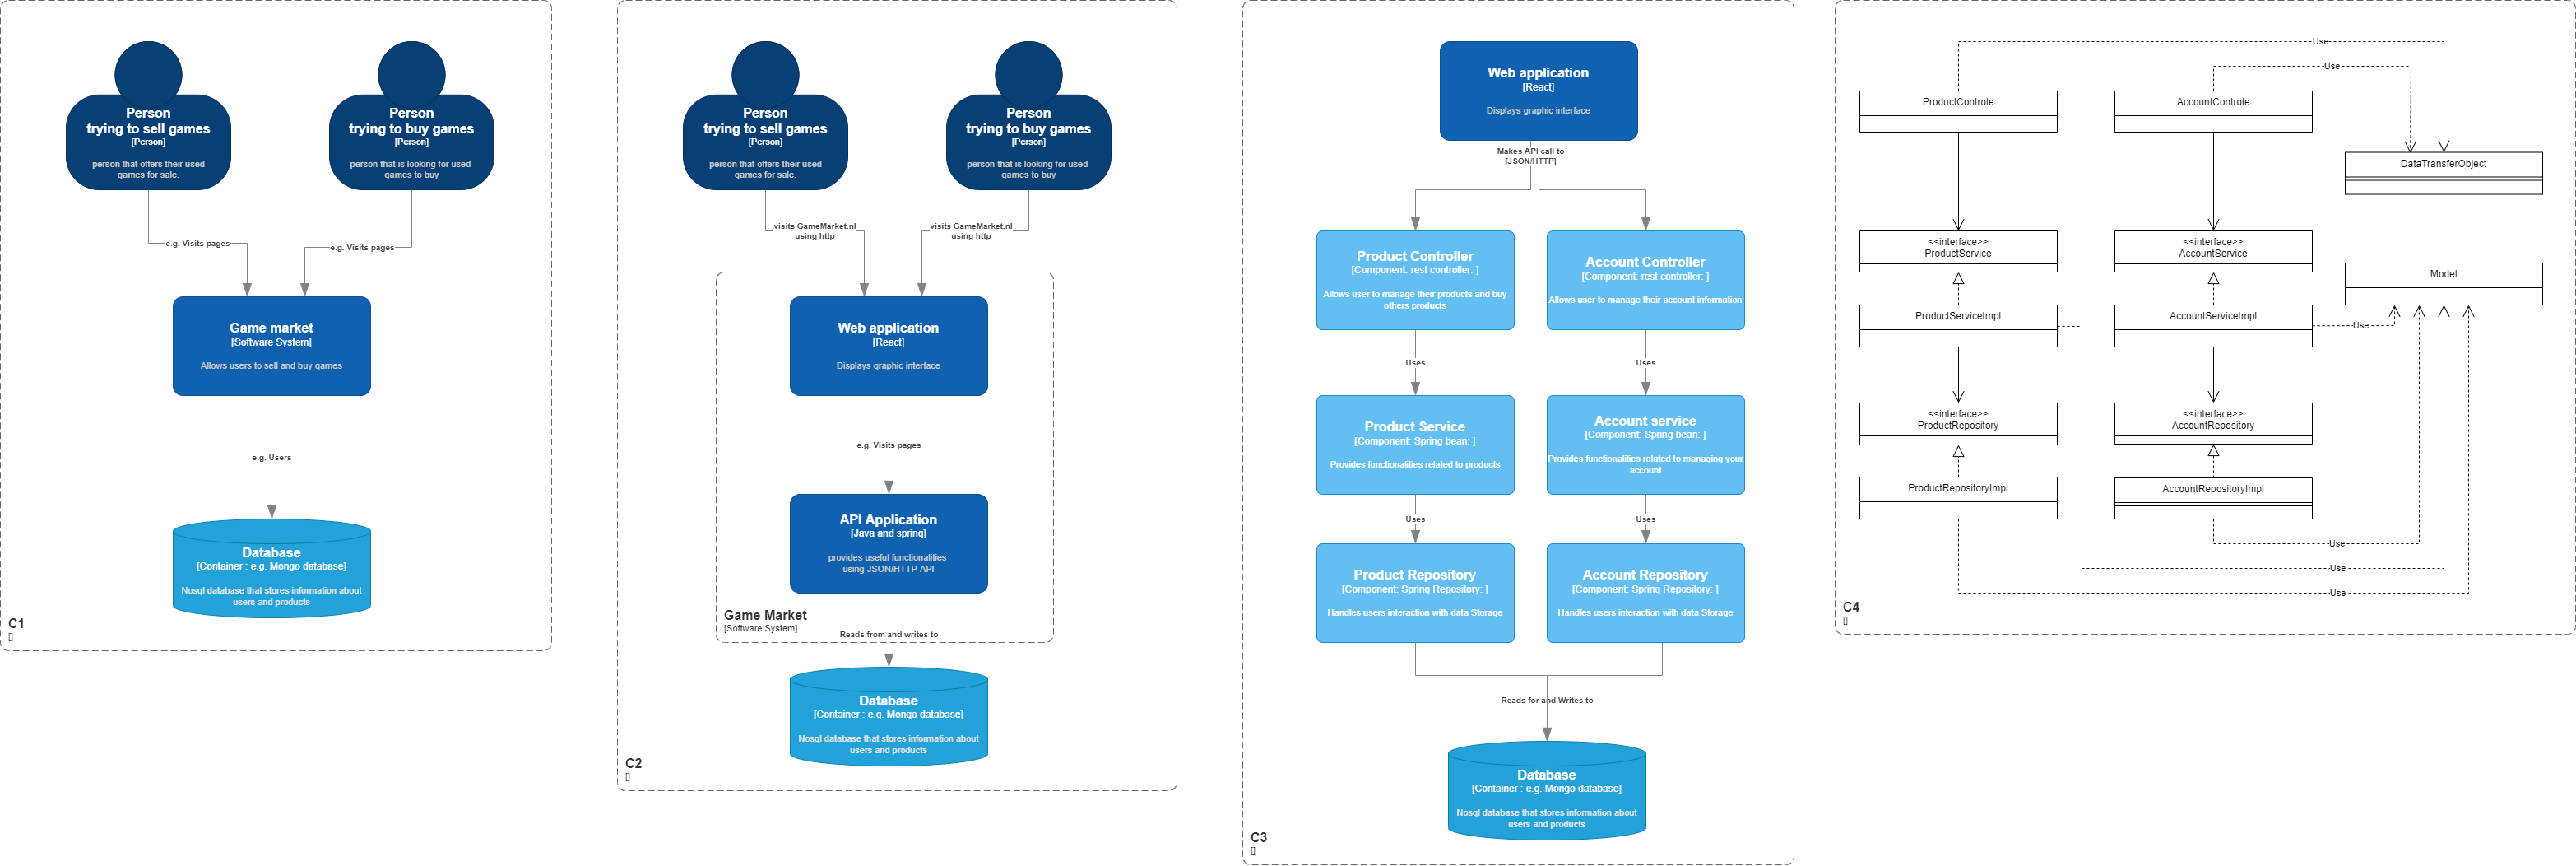 Person
trying to sell games
[Person]
person that offers their used
games for sale.
Person
trying to buy games
[Person]
person that is looking for used
games to buy
e.g. Visits pages
e.g. Visits pages
Game market
[Software System]
Allows users to sell and buy games
e.g. Users
Database
[Container : e.g. Mongo database]
Nosql database that stores information about
users and products
C1
Person
trying to sell games
[Person]
person that offers their used
games for sale.
Person
trying to buy games
[Person]
person that is looking for used
games to buy
visits GameMarket.nl
using http
visits GameMarket.nl
using http
Web application
[React]
Displays graphic interface
e.g. Visits pages
API Application
[Java and spring]
provides useful functionalities
using JSON/HTTP API
Game Market
[Software System]
Reads from and writes to
Database
[Container : e.g. Mongo database]
Nosql database that stores information about
users and products
C2
Web application
[React]
Displays graphic interface
Makes API call to
[JSON/HTTP]
Product Controller
[Component: rest controller: ]
Allows user to manage their products and buy
others products
Account Controller
[Component: rest controller: ]
Allows user to manage their account information
Uses
Uses
Product Service
[Component: Spring bean: ]
Provides functionalities related to products
Account service
[Component: Spring bean: ]
Provides functionalities related to managing your
account
Uses
Uses
Product Repository
[Component: Spring Repository: ]
Handles users interaction with data Storage
Account Repository
[Component: Spring Repository: ]
Handles users interaction with data Storage
Reads for and Writes to
Database
[Container : e.g. Mongo database]
Nosql database that stores information about
users and products
C3
Use
Use
ProductControle
AccountControle
DataTransferObject
<<interface>>
ProductService
<<interface>>
AccountService
Model
ProductServiceImpl
AccountServiceImpl
Use
<<interface>>
ProductRepository
<<interface>>
AccountRepository
ProductRepositoryImpl
AccountRepositoryImpl
Use
Use
Use
C4